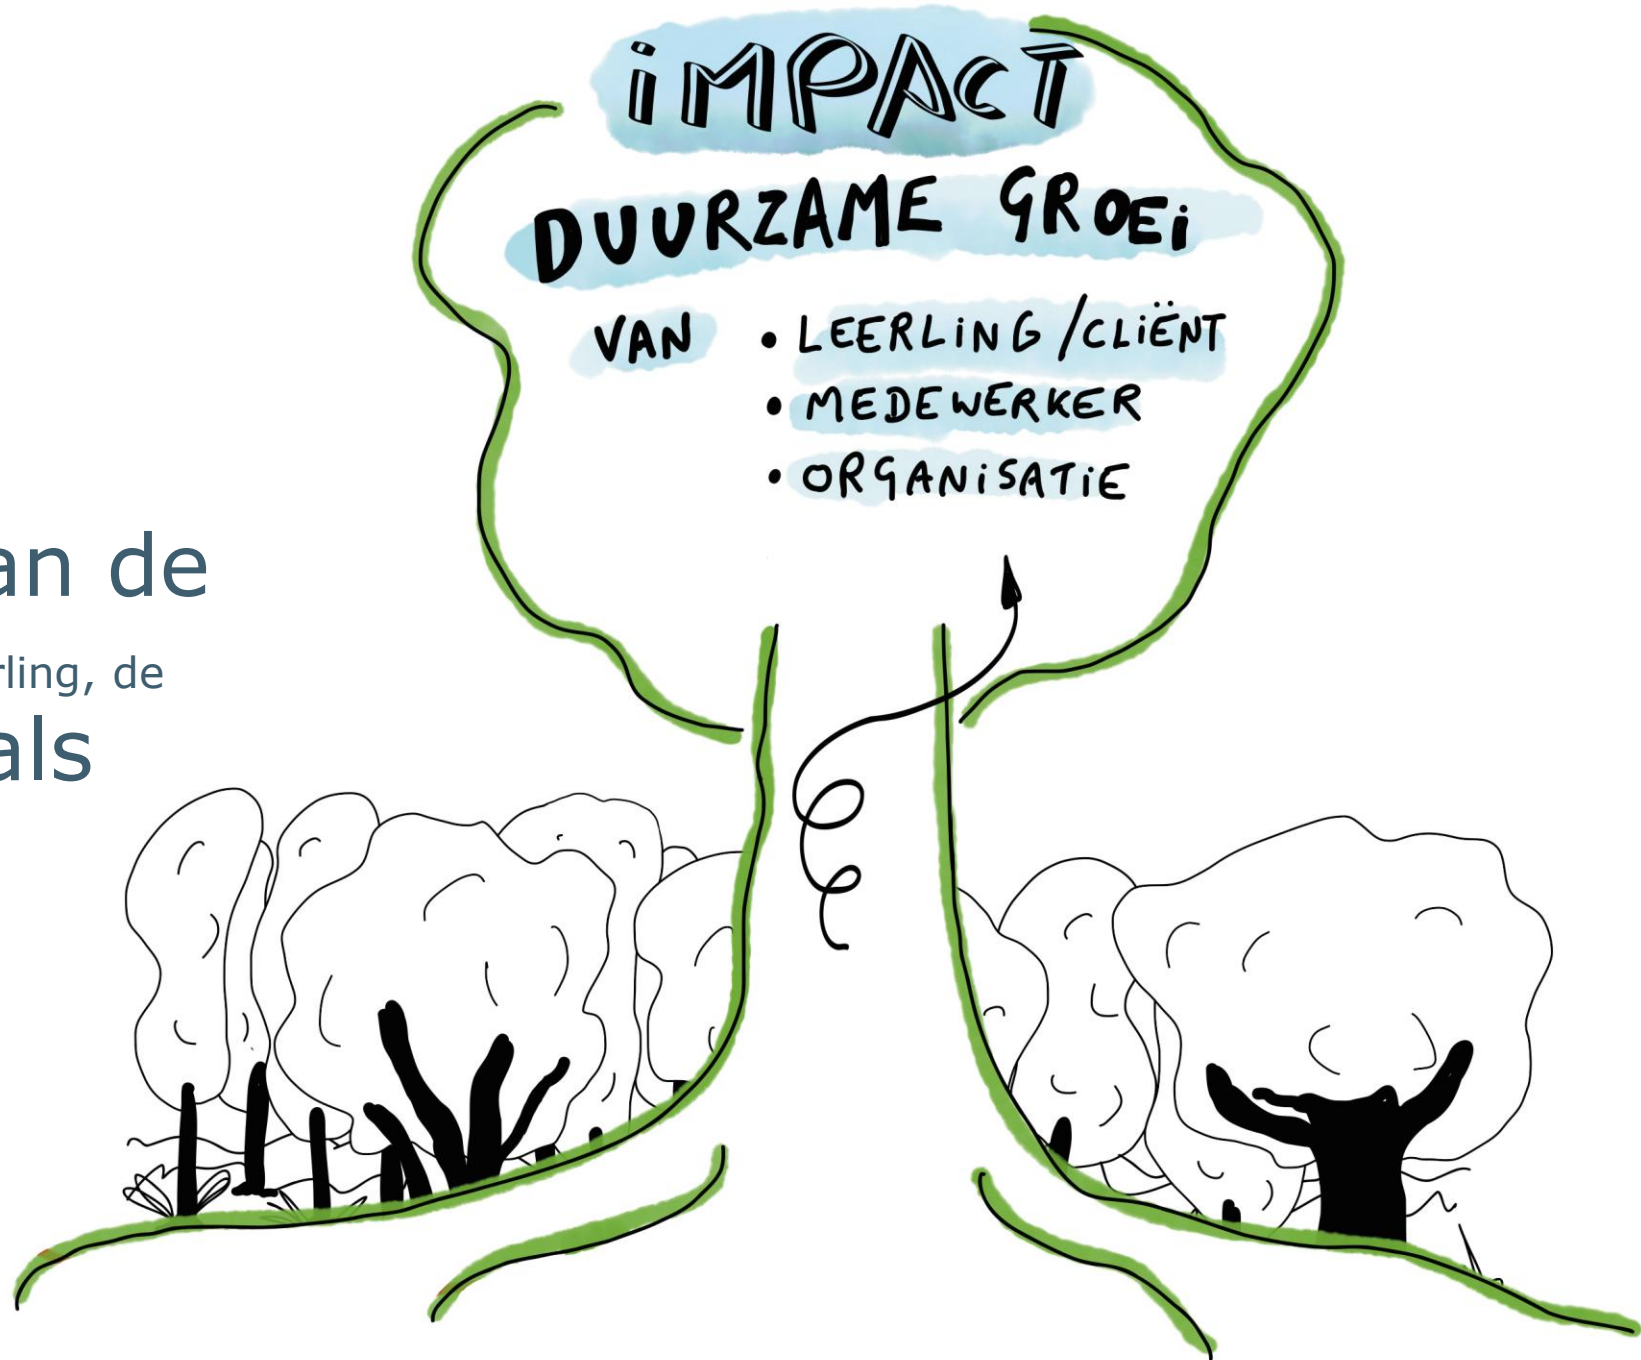 iMPACT
DUURZAME GROEi
VAN • LEERLiNG/CLiËNT
• MEDEWERKER
• ORGANiSATiE
an de
rling, de
als